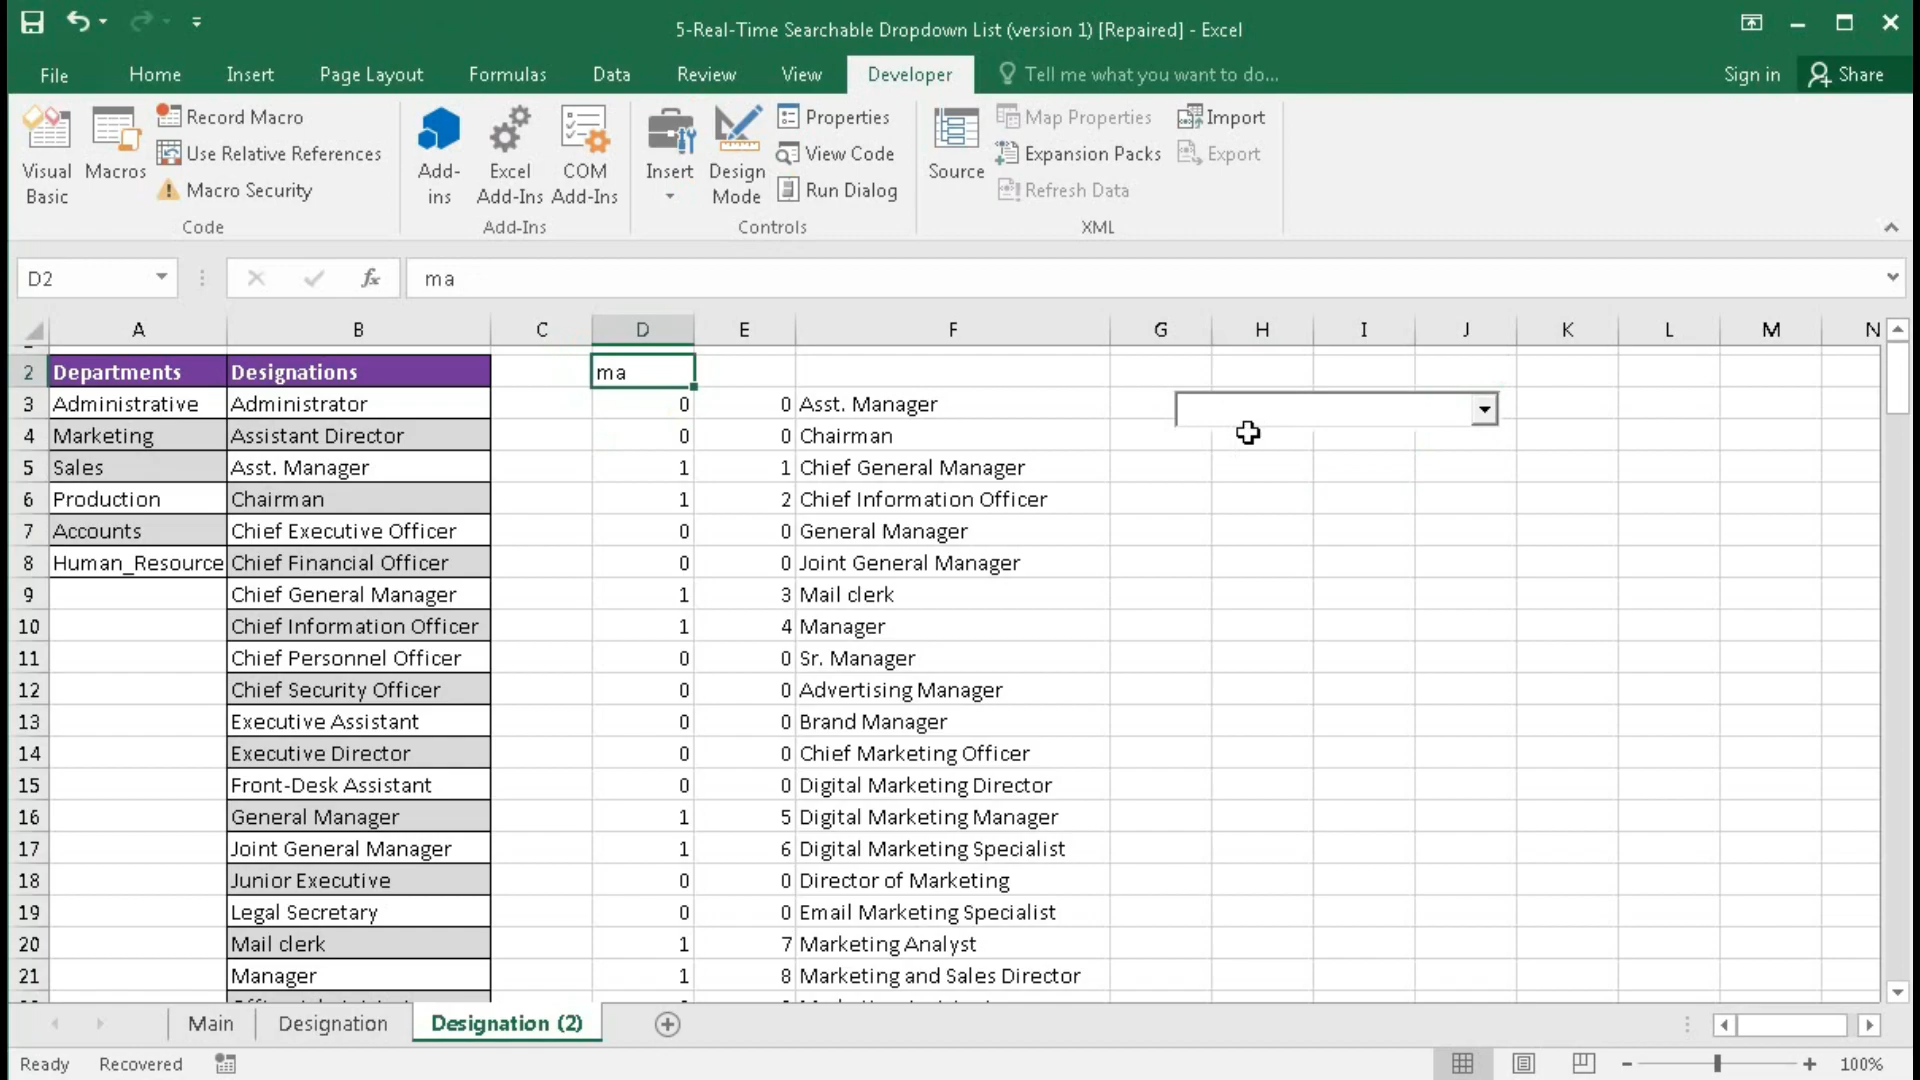 5-Real-Time Searchable Dropdown List (version 1) [Repaired] - Excel
File Home Insert Page Layout Formulas Data Review View Developer Tell me what you want to do... Sign in Share
Visual Basic
Macros
Record Macro
Use Relative References
Macro Security
Code
Add-ins
Excel Add-Ins
COM Add-Ins
Add-Ins
Insert
Design Mode
Properties
View Code
Run Dialog
Controls
Source
Map Properties
Expansion Packs
Refresh Data
Import
Export
XML
D2 fx ma
A B C D E F G H I J K L M N
2 Departments Designations ma
3 Administrative Administrator 0 0 Asst. Manager
4 Marketing Assistant Director 0 0 Chairman
5 Sales Asst. Manager 1 1 Chief General Manager
6 Production Chairman 1 2 Chief Information Officer
7 Accounts Chief Executive Officer 0 0 General Manager
8 Human_Resource Chief Financial Officer 0 0 Joint General Manager
9 Chief General Manager 1 3 Mail clerk
10 Chief Information Officer 1 4 Manager
11 Chief Personnel Officer 0 0 Sr. Manager
12 Chief Security Officer 0 0 Advertising Manager
13 Executive Assistant 0 0 Brand Manager
14 Executive Director 0 0 Chief Marketing Officer
15 Front-Desk Assistant 0 0 Digital Marketing Director
16 General Manager 1 5 Digital Marketing Manager
17 Joint General Manager 1 6 Digital Marketing Specialist
18 Junior Executive 0 0 Director of Marketing
19 Legal Secretary 0 0 Email Marketing Specialist
20 Mail clerk 1 7 Marketing Analyst
21 Manager 1 8 Marketing and Sales Director
Main Designation Designation (2)
Ready Recovered 100%